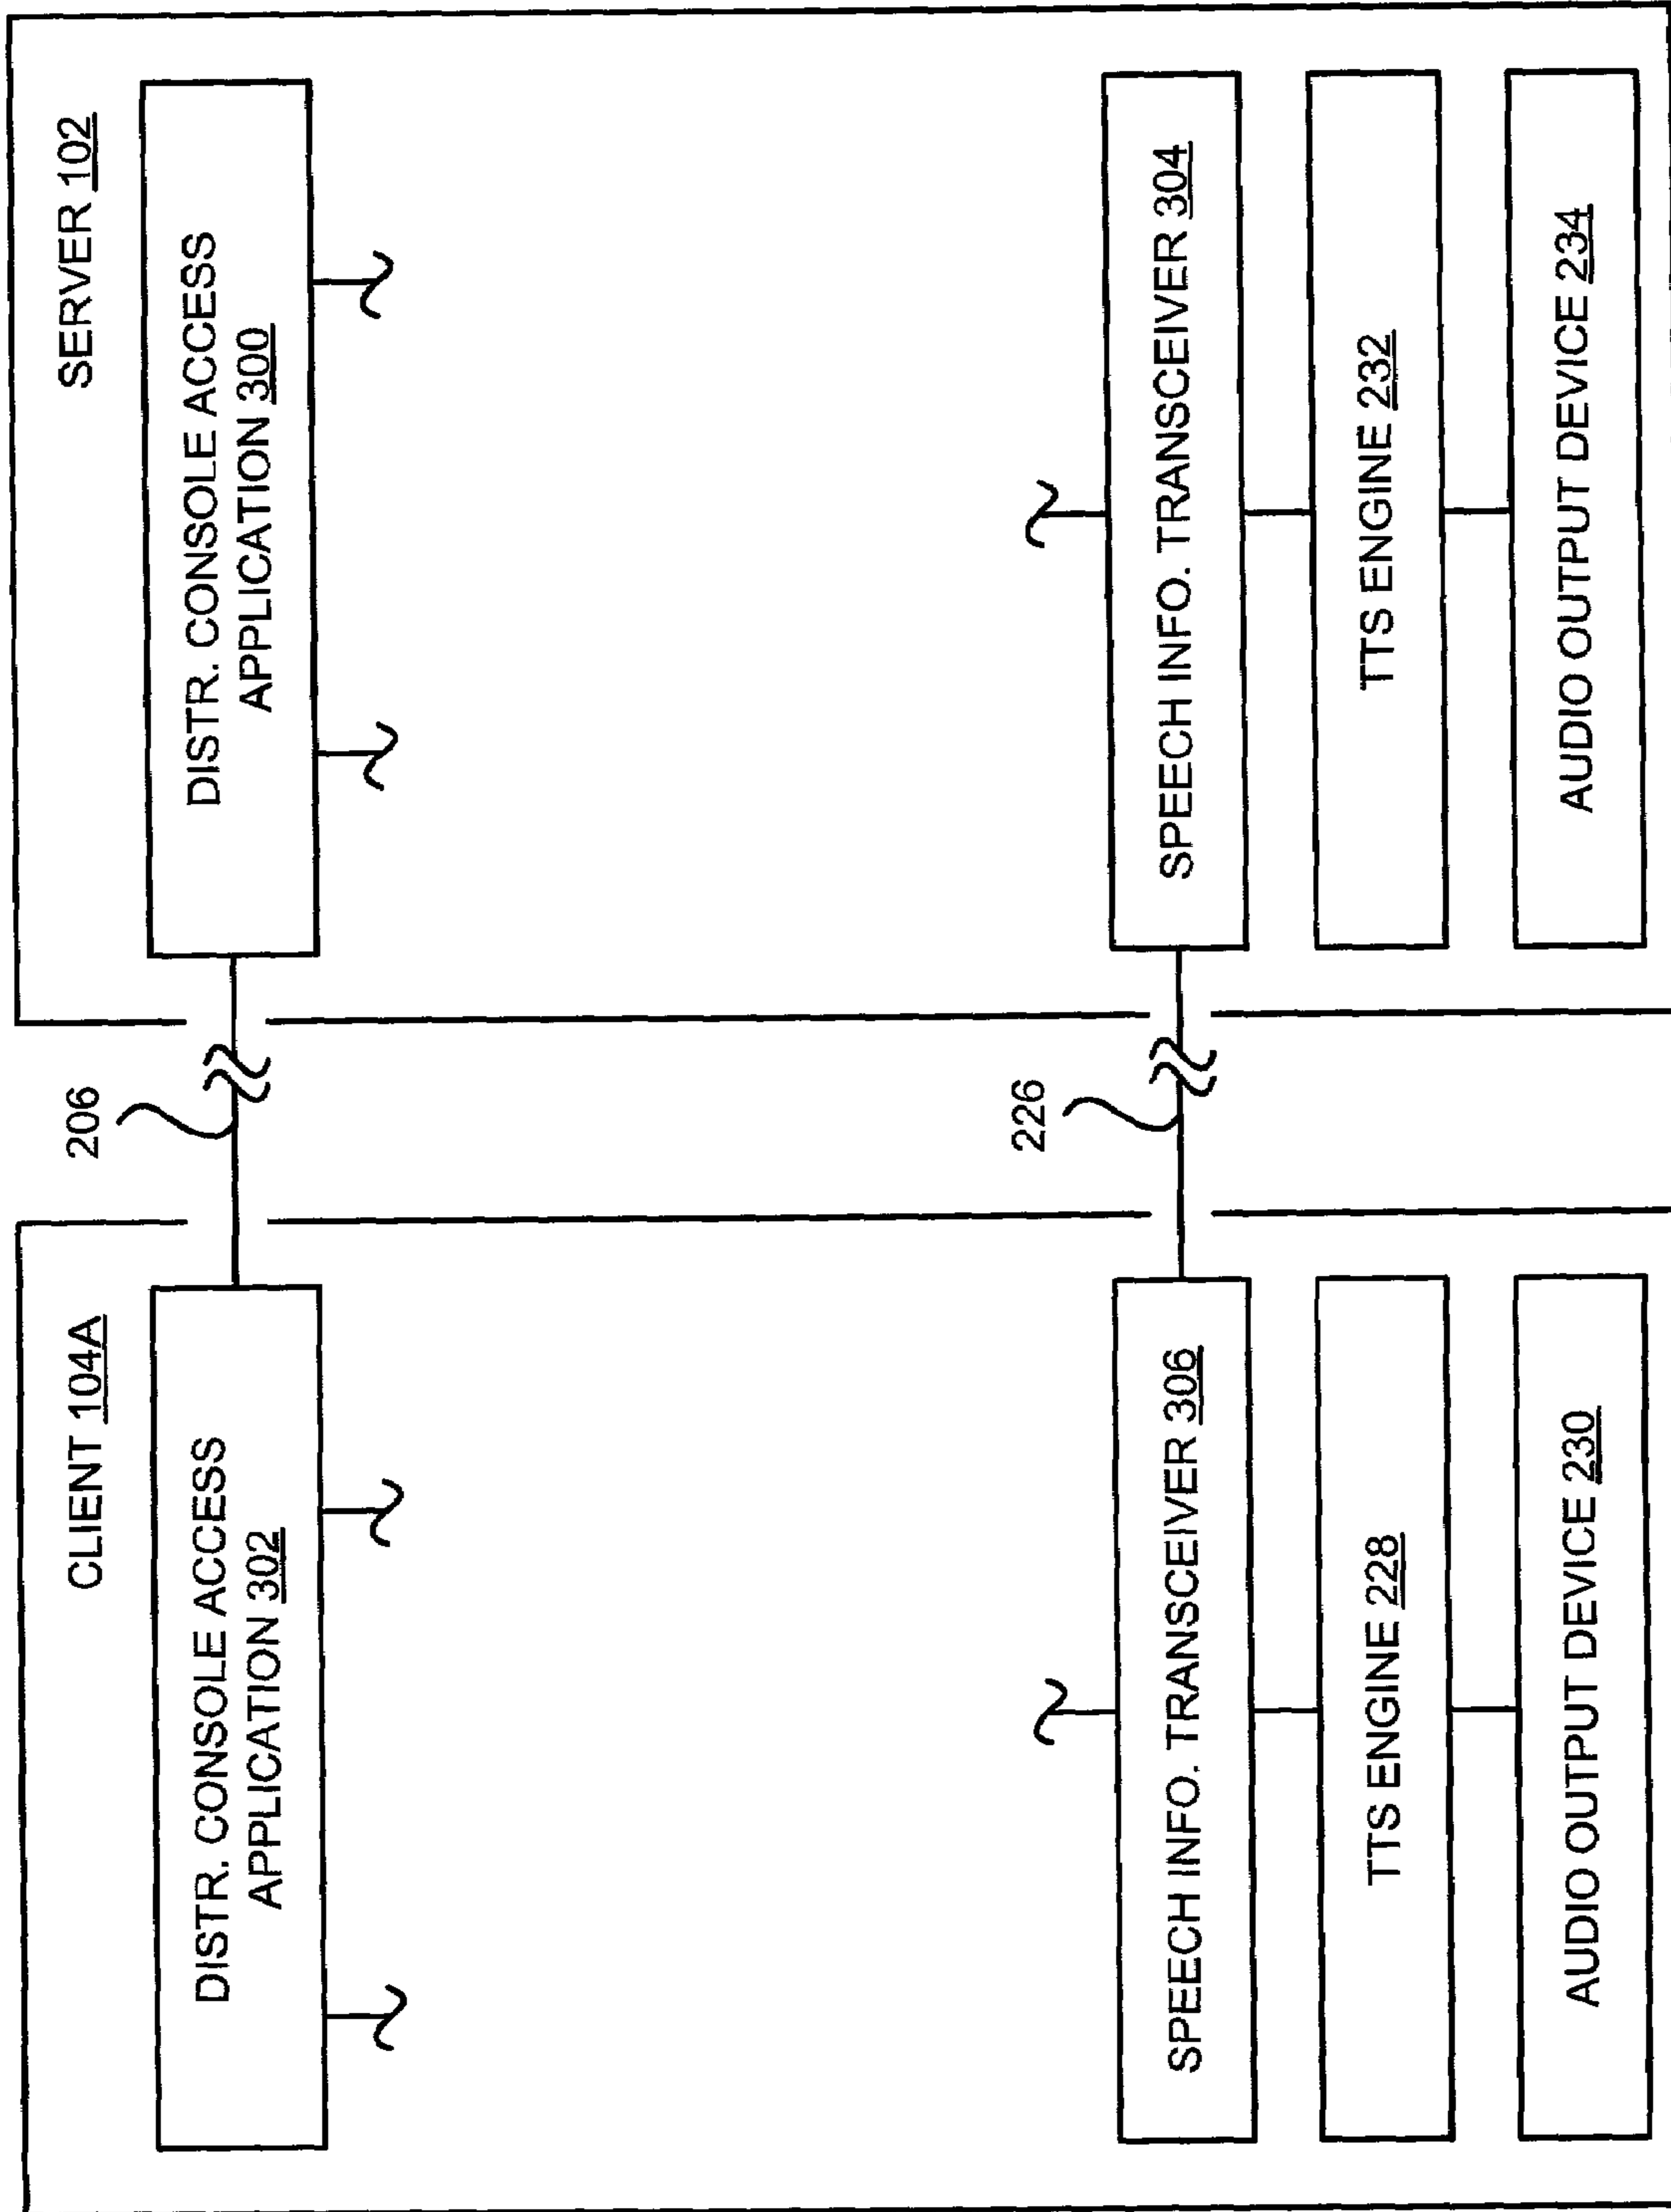 CLIENT 104A
DISTR. CONSOLE ACCESS
APPLICATION 302
SPEECH INFO. TRANSCEIVER 306
TTS ENGINE 228
AUDIO OUTPUT DEVICE 230
206
226
SERVER 102
DISTR. CONSOLE ACCESS
APPLICATION 300
SPEECH INFO. TRANSCEIVER 304
TTS ENGINE 232
AUDIO OUTPUT DEVICE 234